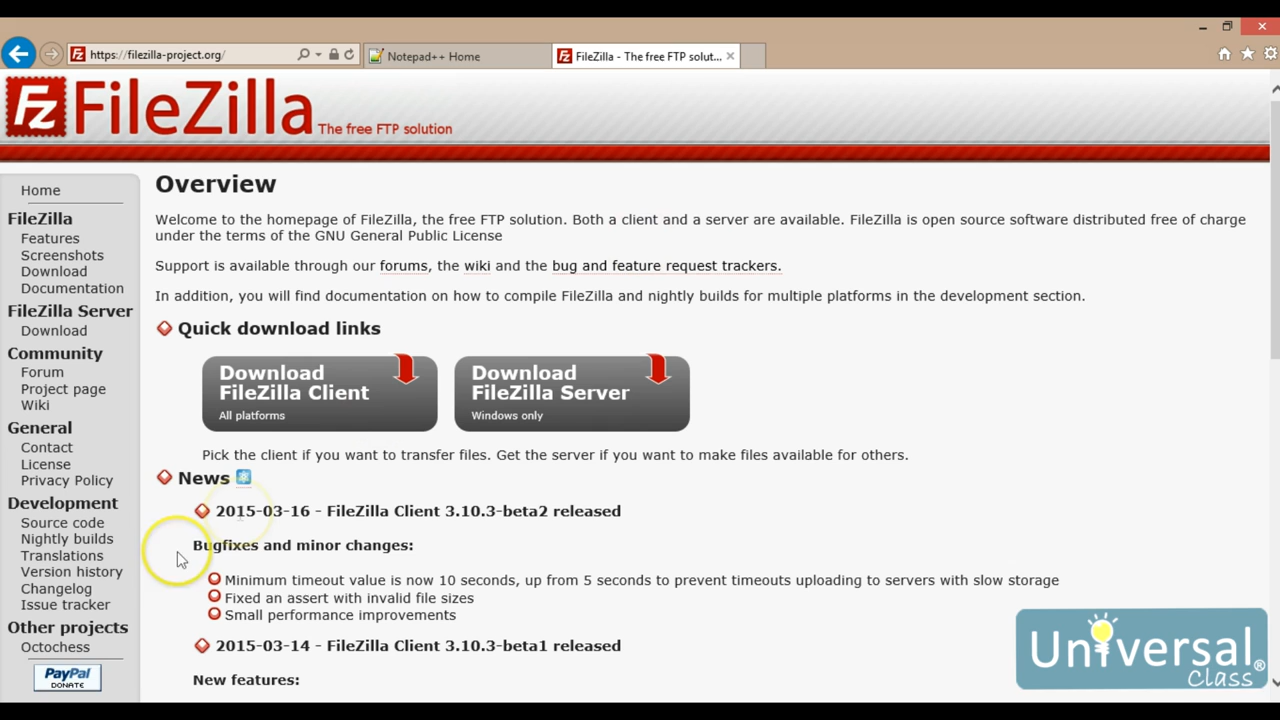 https://filezilla-project.org/
Notepad++ Home
FileZilla - The free FTP solut...
Fz FileZilla The free FTP solution
Home
FileZilla
Features
Screenshots
Download
Documentation
FileZilla Server
Download
Community
Forum
Project page
Wiki
General
Contact
License
Privacy Policy
Development
Source code
Nightly builds
Translations
Version history
Changelog
Issue tracker
Other projects
Octochess
PayPal
DONATE
Overview
Welcome to the homepage of FileZilla, the free FTP solution. Both a client and a server are available. FileZilla is open source software distributed free of charge
under the terms of the GNU General Public License
Support is available through our forums, the wiki and the bug and feature request trackers.
In addition, you will find documentation on how to compile FileZilla and nightly builds for multiple platforms in the development section.
Quick download links
Download
FileZilla Client
All platforms
Download
FileZilla Server
Windows only
Pick the client if you want to transfer files. Get the server if you want to make files available for others.
News
2015-03-16 - FileZilla Client 3.10.3-beta2 released
Bugfixes and minor changes:
Minimum timeout value is now 10 seconds, up from 5 seconds to prevent timeouts uploading to servers with slow storage
Fixed an assert with invalid file sizes
Small performance improvements
2015-03-14 - FileZilla Client 3.10.3-beta1 released
New features:
Universal
Class
®